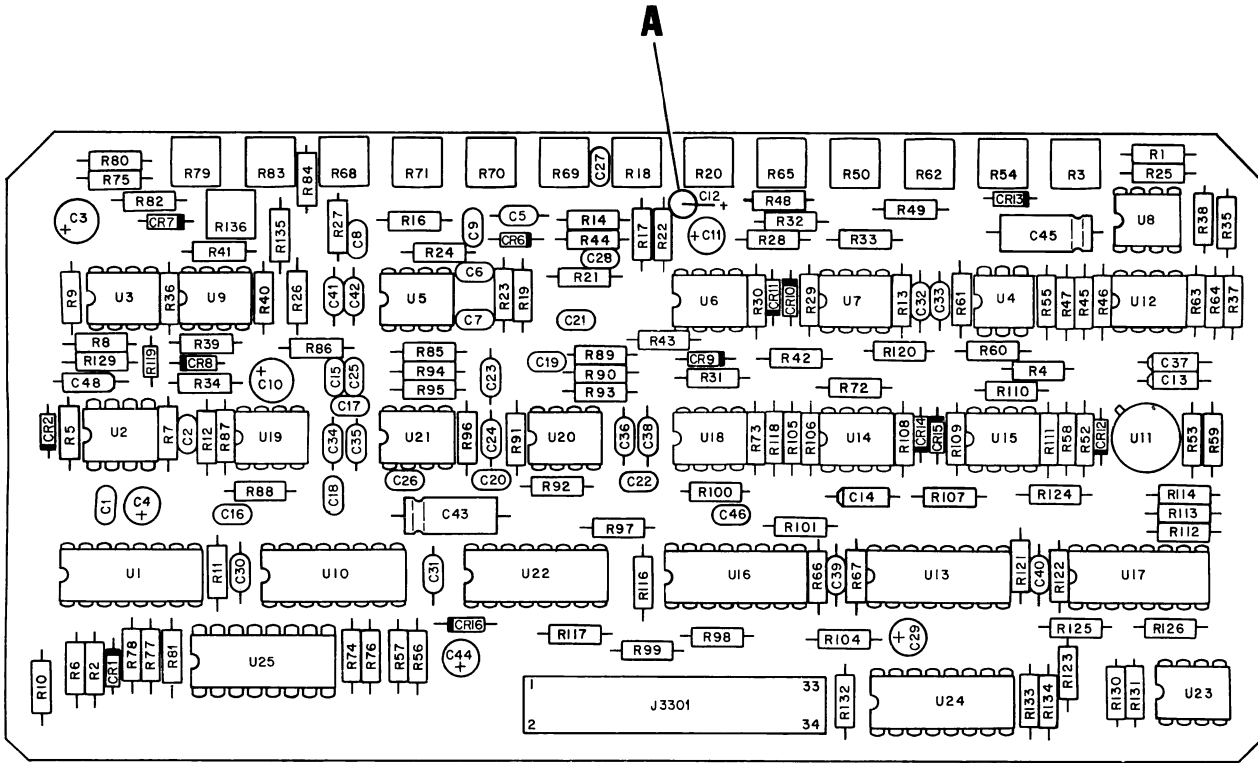 A
R80 R79 R83 R84 R68 R71 R70 R69 C27 R18 R20 R65 R50 R62 R54 R3 R1
R75 R25
R82 C12 + R48 CR13
C3 + CR7 R136 R135 R27 C8 R16 C9 C5 R14 R17 R22 +C11 R32 R49 C45 U8 R38 R35
R41 R24 CR6 R44 R28 R33
C6 C28
R21
R9 U3 R36 U9 R40 R26 C41 C42 U5 R23 R19 U6 R30 CR11 CR10 R29 U7 R13 C32 C33 R61 U4 R55 R47 R45 R46 U12 R63 R64 R37
C7 C21
R8 R39 R86 R43
R129 R119 CR8 R85 C19 R89 CR9 R42 R120 R60 C37
C48 R34 + C10 C15 C25 R94 C23 R90 R31 R72 R4 C13
R95 R93 R110
C17
CR2 R5 U2 R7 C2 R12 R87 U19 C34 C35 U21 R96 C24 R91 U20 C36 C38 U18 R73 R118 R105 R106 U14 R108 CR14 CR15 R109 U15 R111 R58 R52 CR12 U11 R53 R59
C26 C20 C22
C1 C4 + R88 C18 R92 R100 C14 R107 R124 R114
C16 C43 C46 R113
R97 R101 R112
U1 R11 C30 U10 C31 U22 R116 U16 R66 C39 R67 U13 R121 C40 R122 U17
CR16
R117 R98 R104 + C29 R125 R126
R99
R10 R6 R2 CR1 R78 R77 R81 U25 R74 R76 R57 R56 C44 + R123
1 33
J3301 R132 U24 R133 R134 R130 R131 U23
2 34